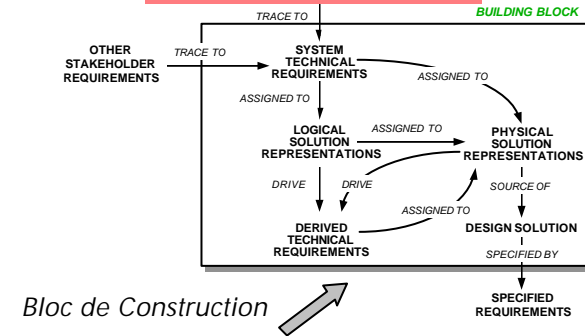 TRACE TO
BUILDING BLOCK
OTHER
STAKEHOLDER
REQUIREMENTS
TRACE TO
SYSTEM
TECHNICAL
REQUIREMENTS
ASSIGNED TO
ASSIGNED TO
LOGICAL
SOLUTION
REPRESENTATIONS
ASSIGNED TO
PHYSICAL
SOLUTION
REPRESENTATIONS
DRIVE
DRIVE
SOURCE OF
ASSIGNED TO
DERIVED
TECHNICAL
REQUIREMENTS
DESIGN SOLUTION
SPECIFIED BY
Bloc de Construction
SPECIFIED
REQUIREMENTS